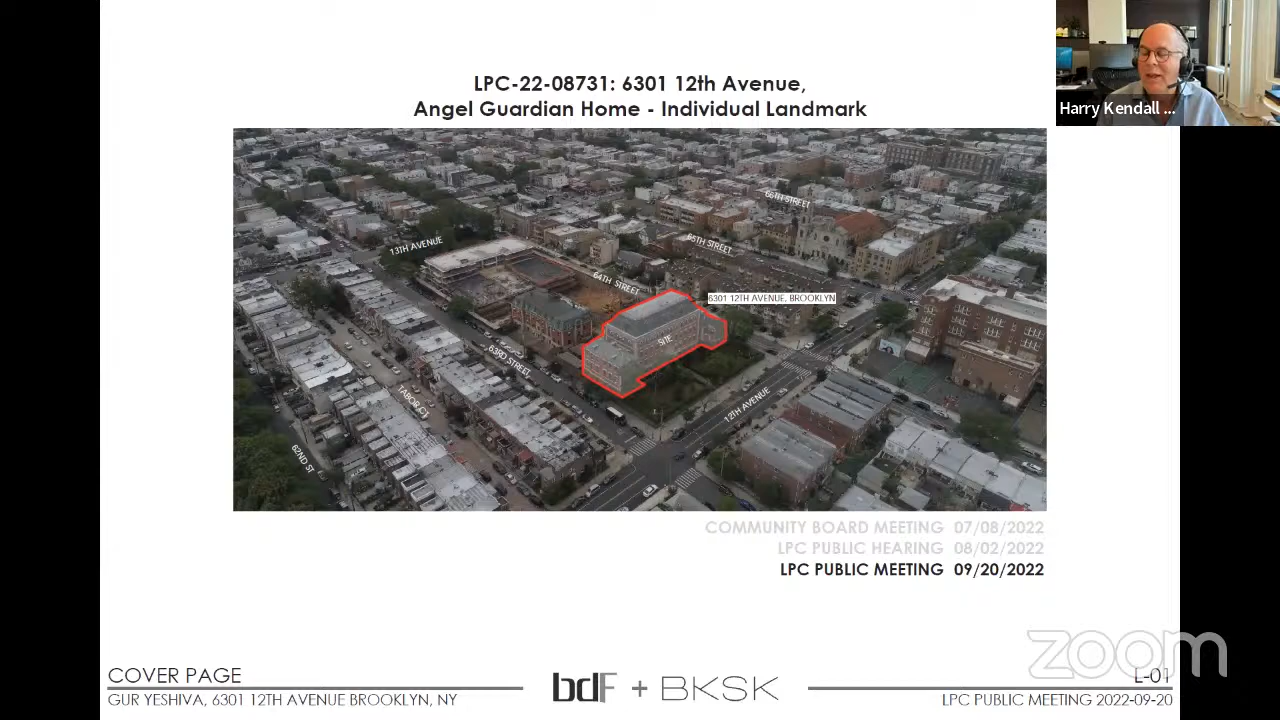 LPC-22-08731: 6301 12th Avenue,
Angel Guardian Home - Individual Landmark
Harry Kendall ...
66TH STREET
13TH AVENUE
65TH STREET
64TH STREET
6301 12TH AVENUE, BROOKLYN
SITE
63RD STREET
TABOR CT
12TH AVENUE
62ND ST
COMMUNITY BOARD MEETING 07/08/2022
LPC PUBLIC HEARING 08/02/2022
LPC PUBLIC MEETING 09/20/2022
zoom
COVER PAGE
L-01
GUR YESHIVA, 6301 12TH AVENUE BROOKLYN, NY
bdF + BKSK
LPC PUBLIC MEETING 2022-09-20